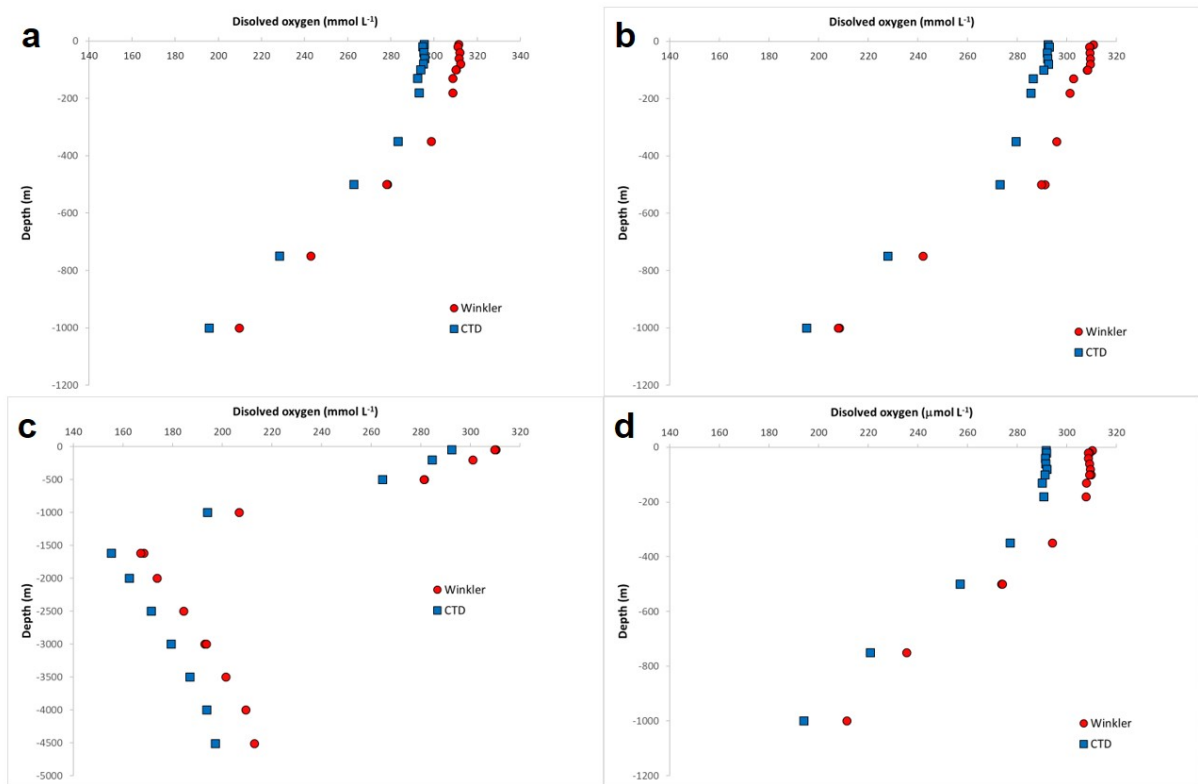 a
Disolved oxygen (mmol L-1)
140 160 180 200 220 240 260 280 300 320 340
0
-200
-400
-600
-800
-1000
-1200
Depth (m)
Winkler
CTD
b
Disolved oxygen (mmol L-1)
140 160 180 200 220 240 260 280 300 320
0
-200
-400
-600
-800
-1000
-1200
Depth (m)
Winkler
CTD
c
Disolved oxygen (mmol L-1)
140 160 180 200 220 240 260 280 300 320
0
-500
-1000
-1500
-2000
-2500
-3000
-3500
-4000
-4500
-5000
Depth (m)
Winkler
CTD
d
Disolved oxygen (μmol L-1)
140 160 180 200 220 240 260 280 300 320
0
-200
-400
-600
-800
-1000
-1200
Depth (m)
Winkler
CTD